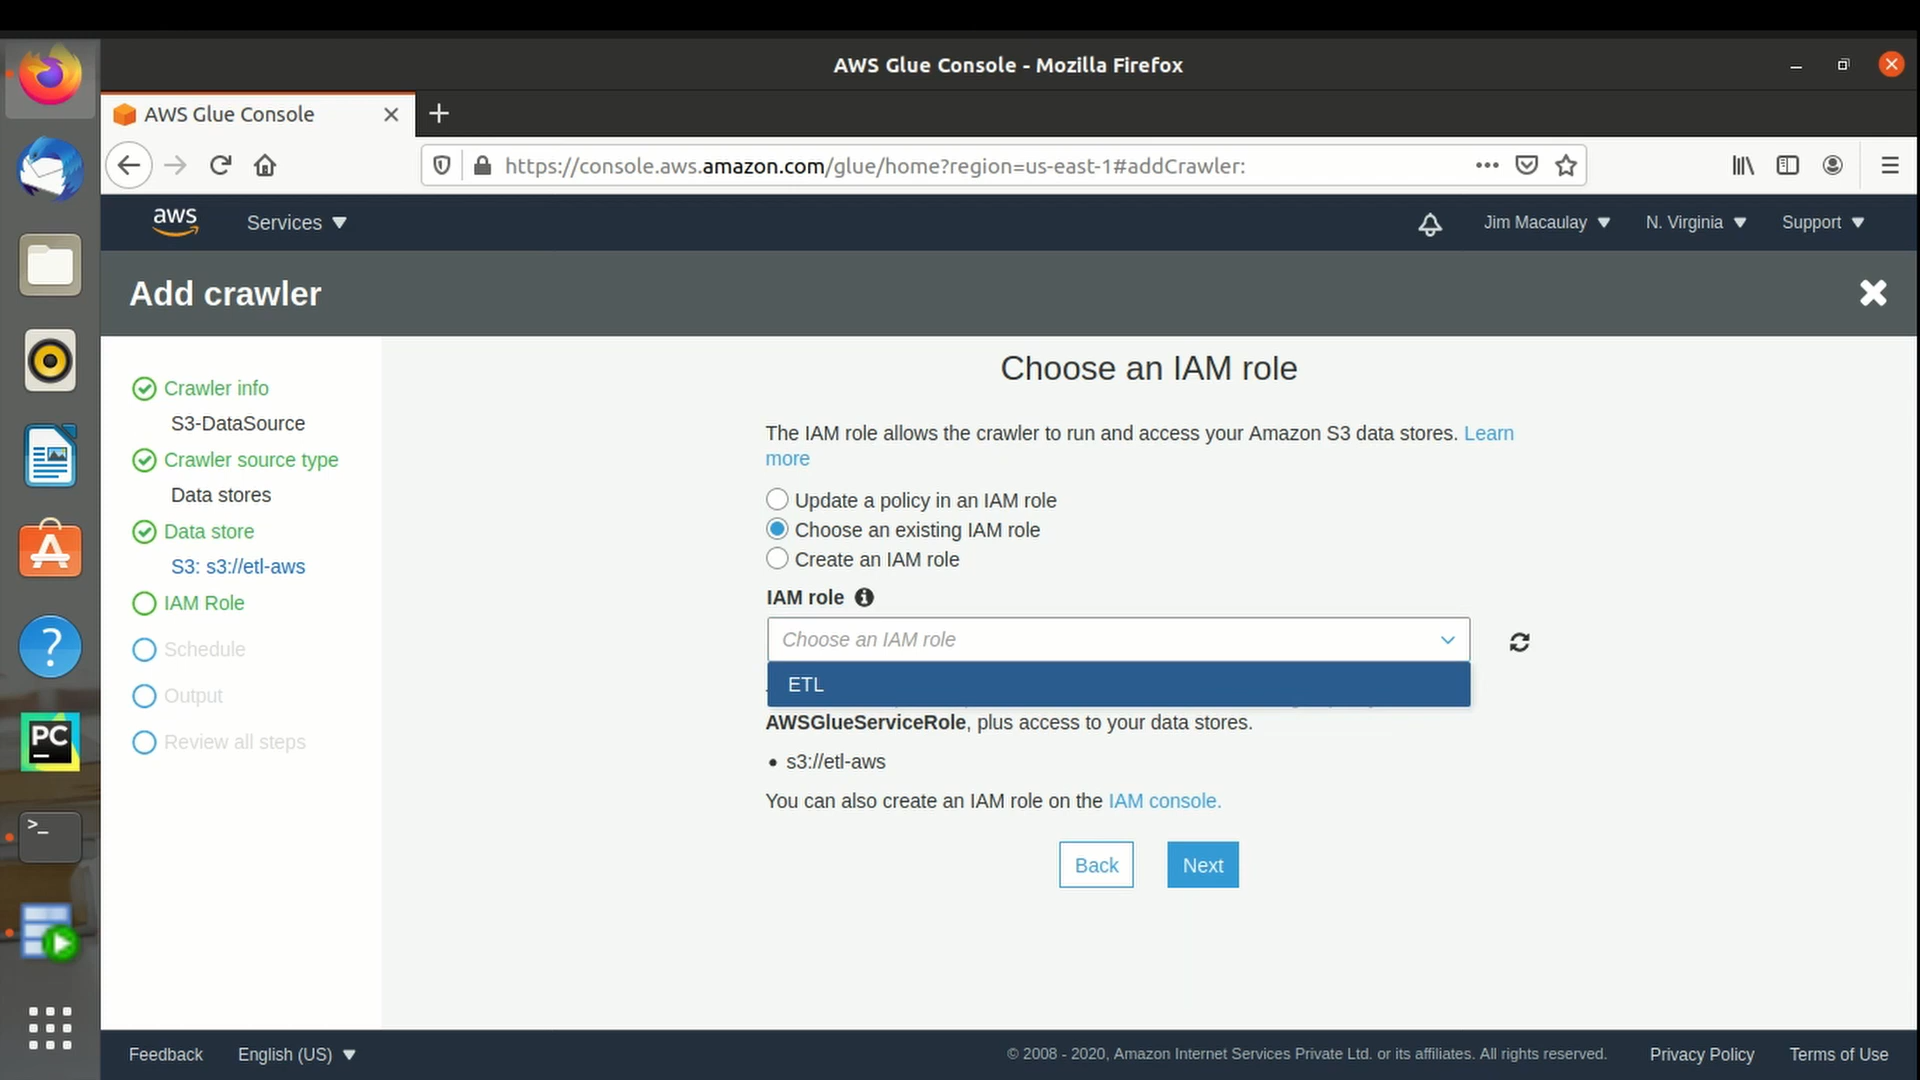 AWS Glue Console - Mozilla Firefox
AWS Glue Console
https://console.aws.amazon.com/glue/home?region=us-east-1#addCrawler:
aws
Services
Jim Macaulay
N. Virginia
Support
Add crawler
Crawler info
S3-DataSource
Crawler source type
Data stores
Data store
S3: s3://etl-aws
IAM Role
Schedule
Output
Review all steps
Choose an IAM role
The IAM role allows the crawler to run and access your Amazon S3 data stores. Learn
more
Update a policy in an IAM role
Choose an existing IAM role
Create an IAM role
IAM role
Choose an IAM role
ETL
AWSGlueServiceRole, plus access to your data stores.
• s3://etl-aws
You can also create an IAM role on the IAM console.
Back
Next
PC
>_
Feedback
English (US)
© 2008 - 2020, Amazon Internet Services Private Ltd. or its affiliates. All rights reserved.
Privacy Policy
Terms of Use